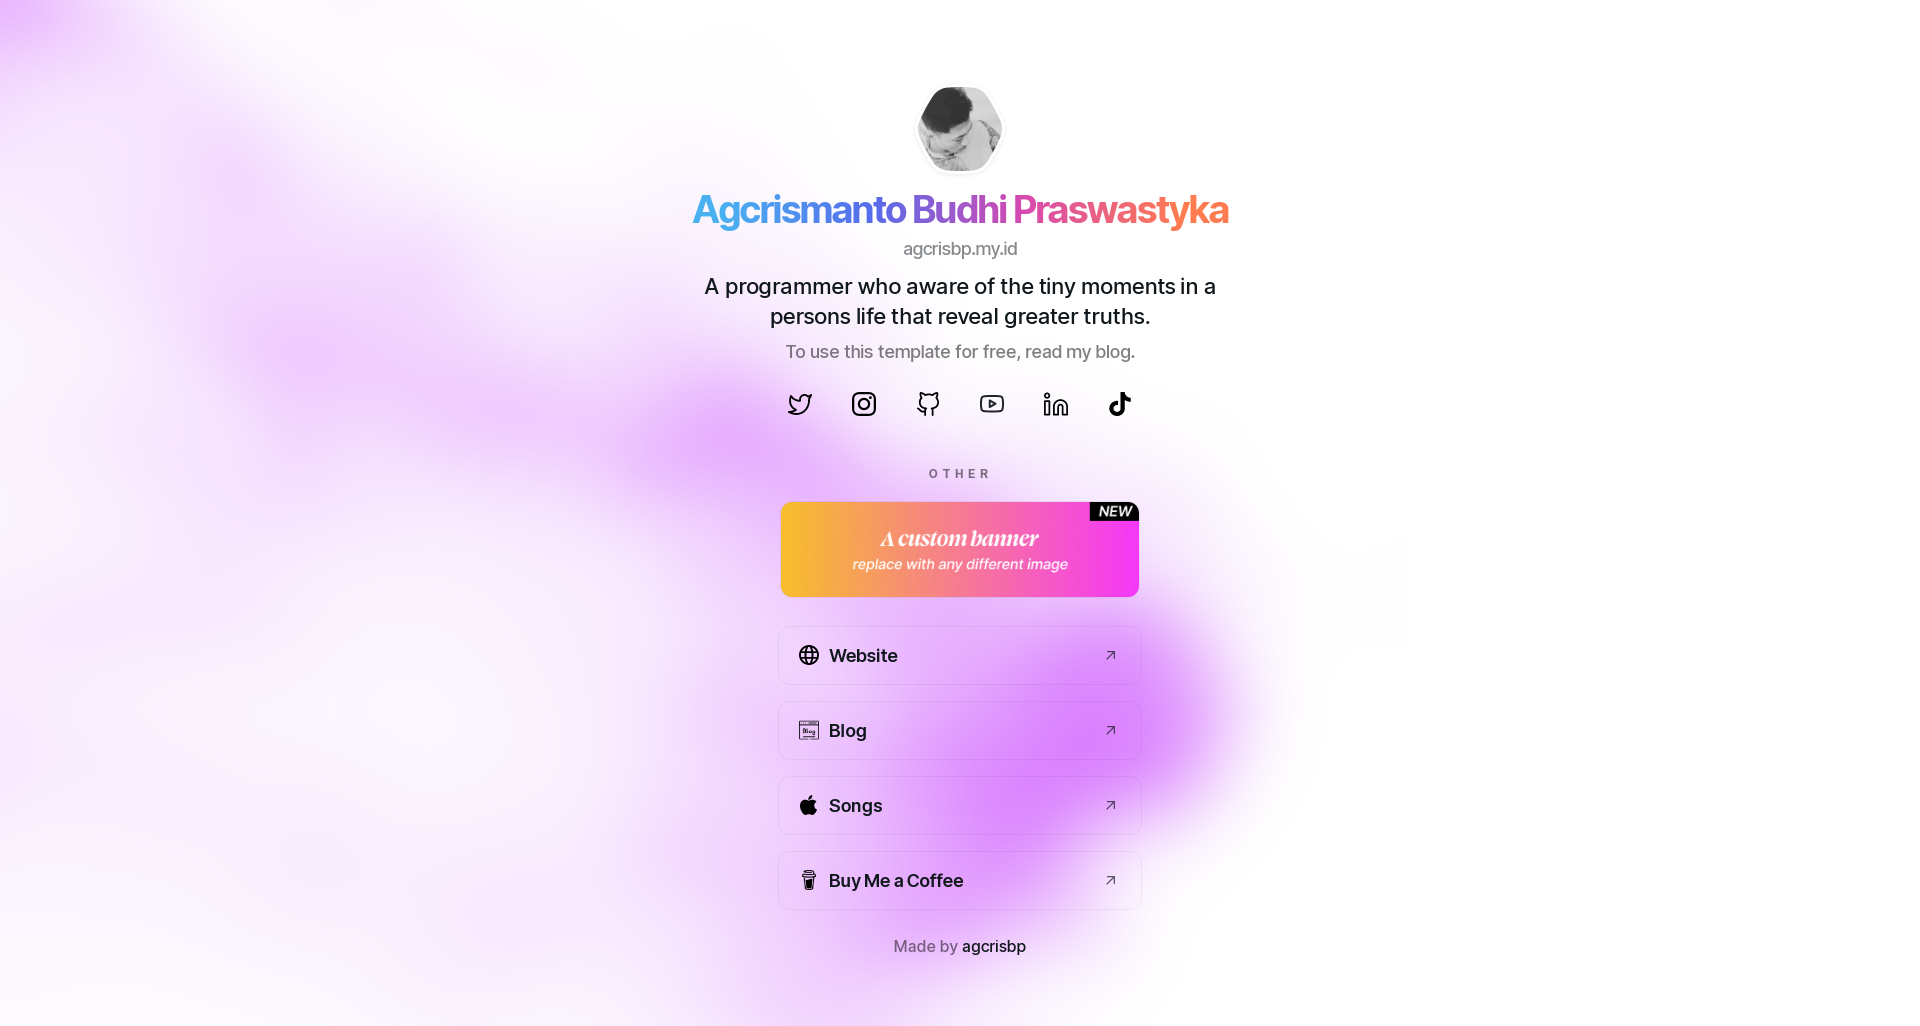 Agcrismanto Budhi Praswastyka
agcrisbp.my.id
A programmer who aware of the tiny moments in a
persons life that reveal greater truths.
To use this template for free, read my blog.
OTHER
NEW
A custom banner
replace with any different image
Website
Blog
Blog
Songs
Buy Me a Coffee
Made by agcrisbp